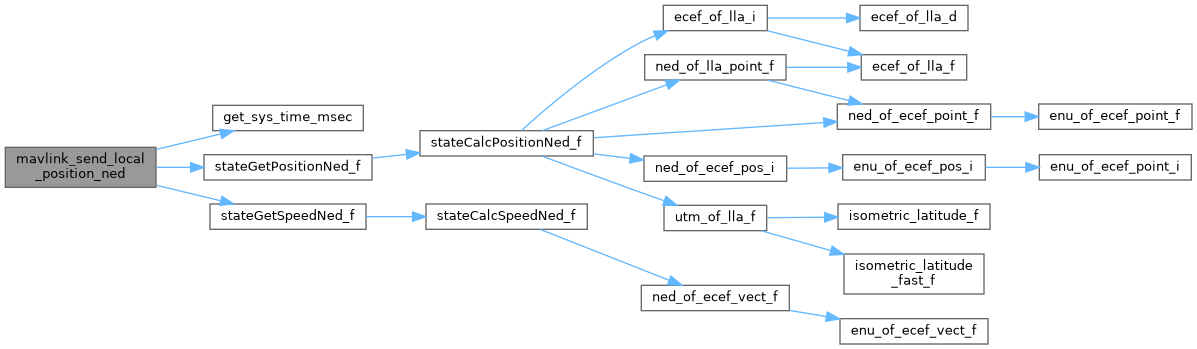 mavlink_send_local
_position_ned
get_sys_time_msec
stateGetPositionNed_f
stateGetSpeedNed_f
stateCalcPositionNed_f
stateCalcSpeedNed_f
ecef_of_lla_i
ned_of_lla_point_f
ned_of_ecef_pos_i
utm_of_lla_f
ned_of_ecef_vect_f
ecef_of_lla_d
ecef_of_lla_f
ned_of_ecef_point_f
enu_of_ecef_pos_i
isometric_latitude_f
isometric_latitude
_fast_f
enu_of_ecef_vect_f
enu_of_ecef_point_f
enu_of_ecef_point_i